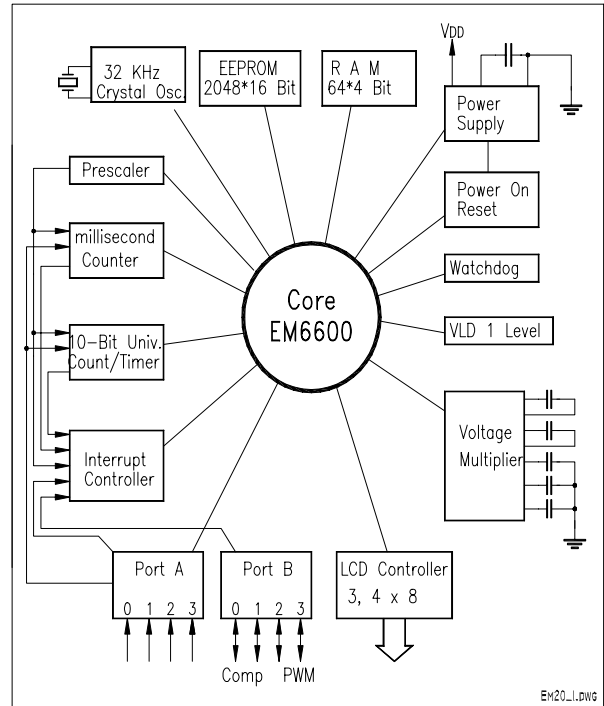 VDD
32 KHz
Crystal Osc.
EEPROM
2048*16 Bit
R A M
64*4 Bit
Power
Supply
Prescaler
Power On
Reset
millisecond
Counter
Watchdog
Core
EM6600
VLD 1 Level
10-Bit Univ.
Count/Timer
Voltage
Multiplier
Interrupt
Controller
Port A
0 1 2 3
Port B
0 1 2 3
Comp PWM
LCD Controller
3, 4 x 8
EM20_I.DWG